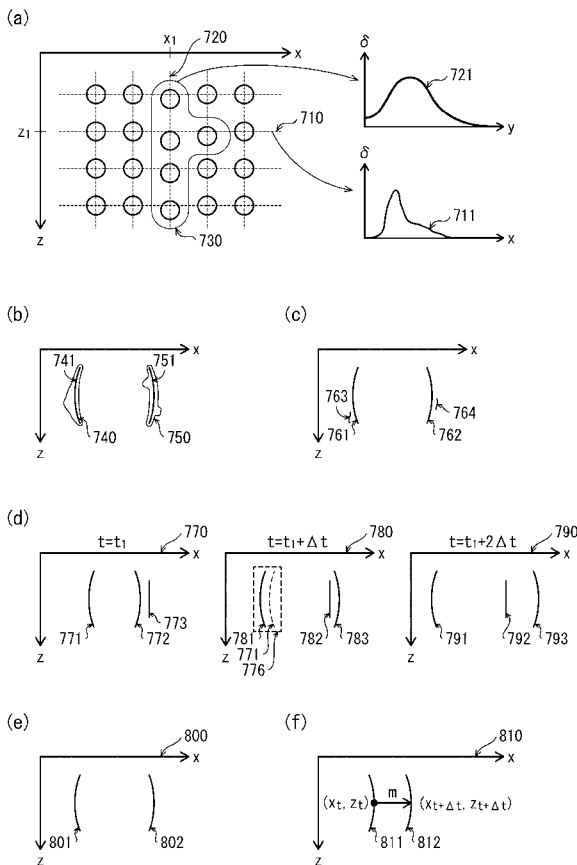 (a)
x1
720
x
δ
721
y
z1
710
δ
711
x
z
730
(b)
x
741
751
740
750
z
(c)
x
763
764
761
762
z
(d)
t=t1
770
x
773
771
772
z
t=t1+Δt
780
x
781
782
783
771
776
z
t=t1+2Δt
790
x
791
792
793
z
(e)
800
x
801
802
z
(f)
810
x
m
(xt, zt)
(xt+Δt, zt+Δt)
811
812
z